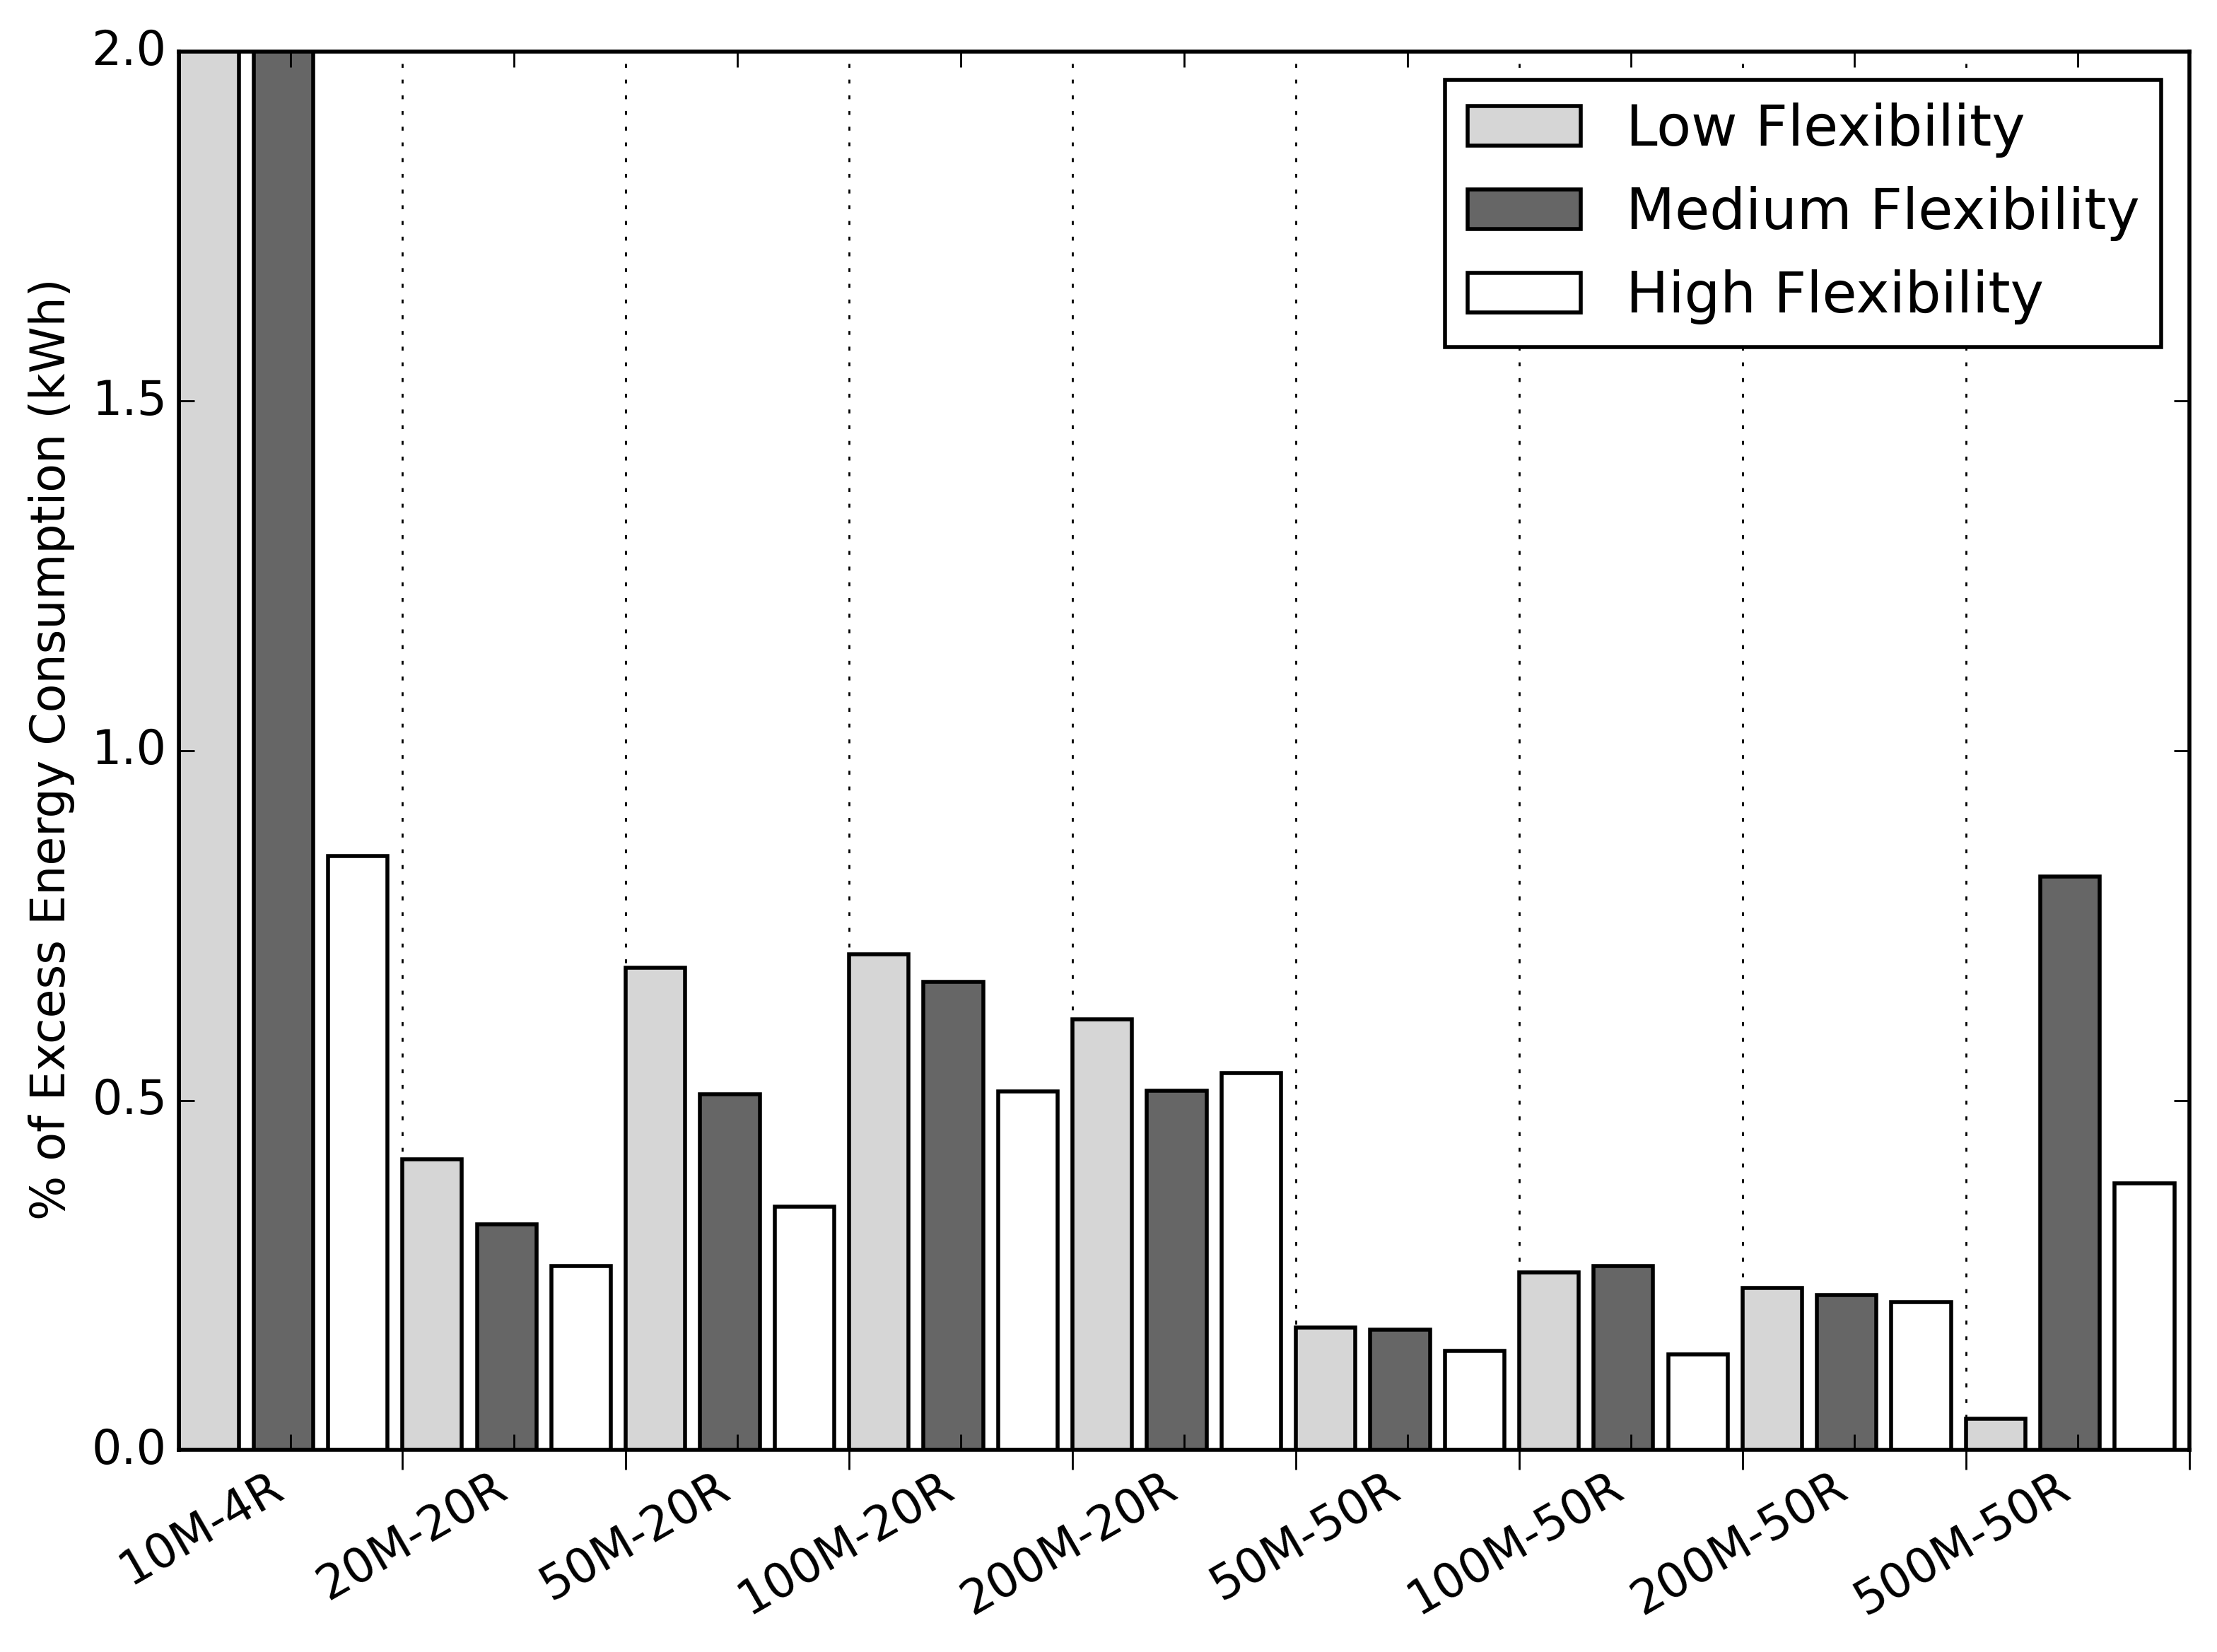 % of Excess Energy Consumption (kWh)
2.0
1.5
1.0
0.5
0.0
Low Flexibility
Medium Flexibility
High Flexibility
10M-4R
20M-20R
50M-20R
100M-20R
200M-20R
50M-50R
100M-50R
200M-50R
500M-50R